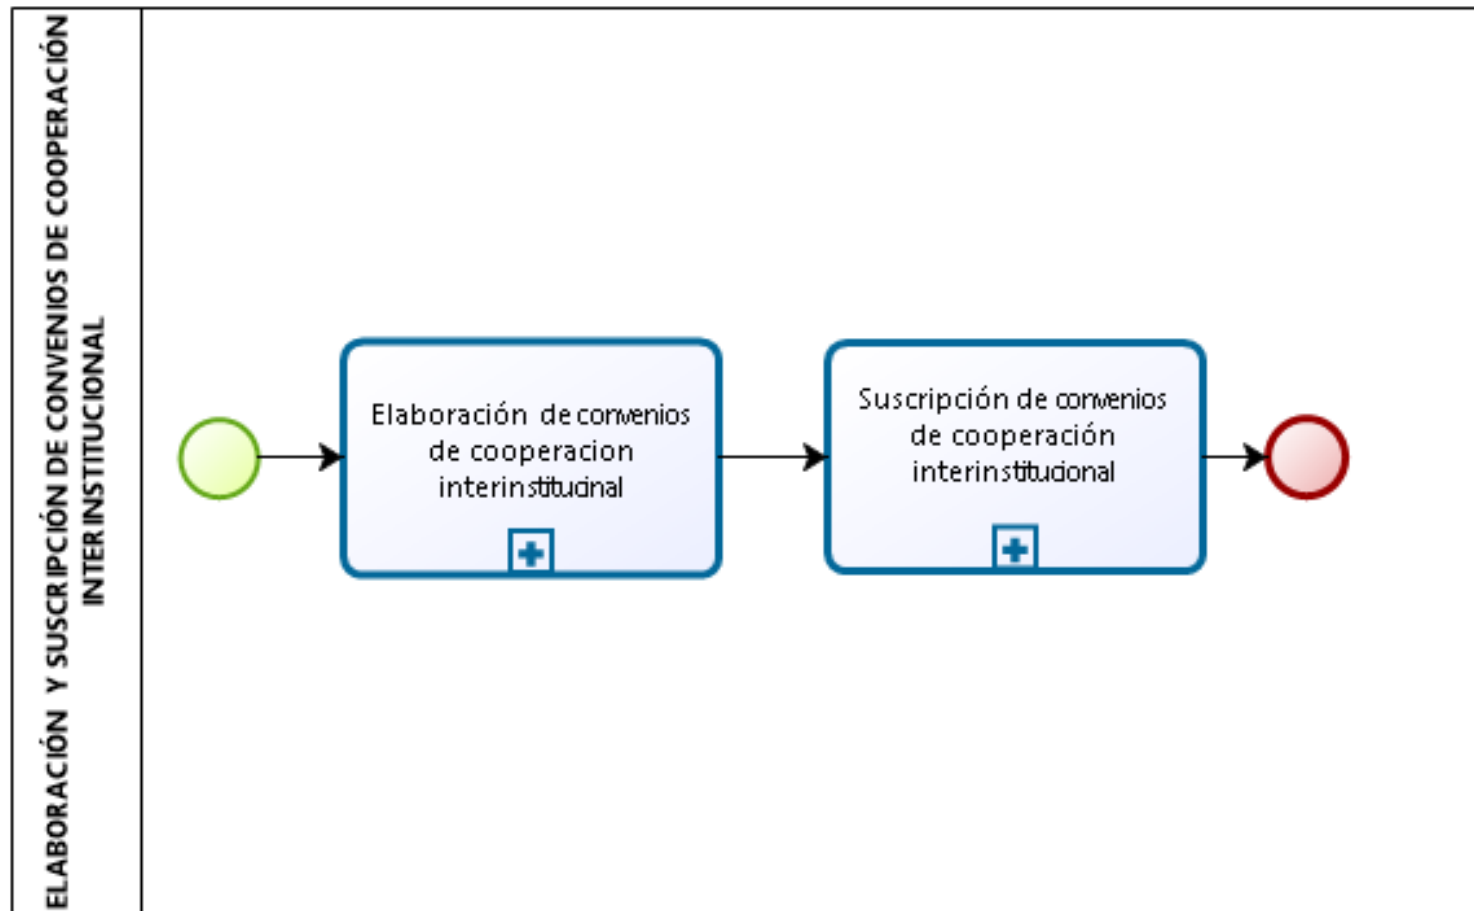 ELABORACIÓN Y SUSCRIPCIÓN DE CONVENIOS DE COOPERACIÓN
INTERINSTITUCIONAL
Elaboración de convenios
de cooperacion
interinstitucinal
Suscripción de convenios
de cooperación
interinstitucional